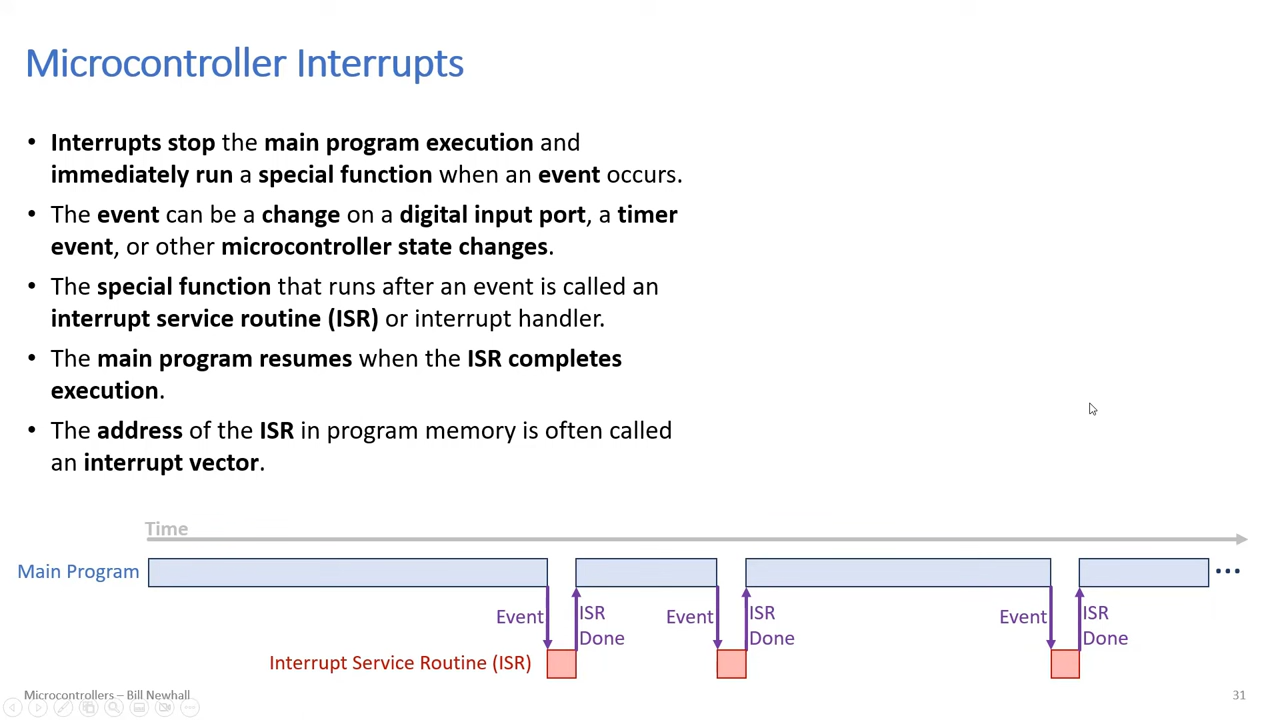 Microcontroller Interrupts
• Interrupts stop the main program execution and
immediately run a special function when an event occurs.
• The event can be a change on a digital input port, a timer
event, or other microcontroller state changes.
• The special function that runs after an event is called an
interrupt service routine (ISR) or interrupt handler.
• The main program resumes when the ISR completes
execution.
• The address of the ISR in program memory is often called
an interrupt vector.
Time
Main Program
•••
Event
ISR
Done
Event
ISR
Done
Event
ISR
Done
Interrupt Service Routine (ISR)
Microcontrollers – Bill Newhall
31